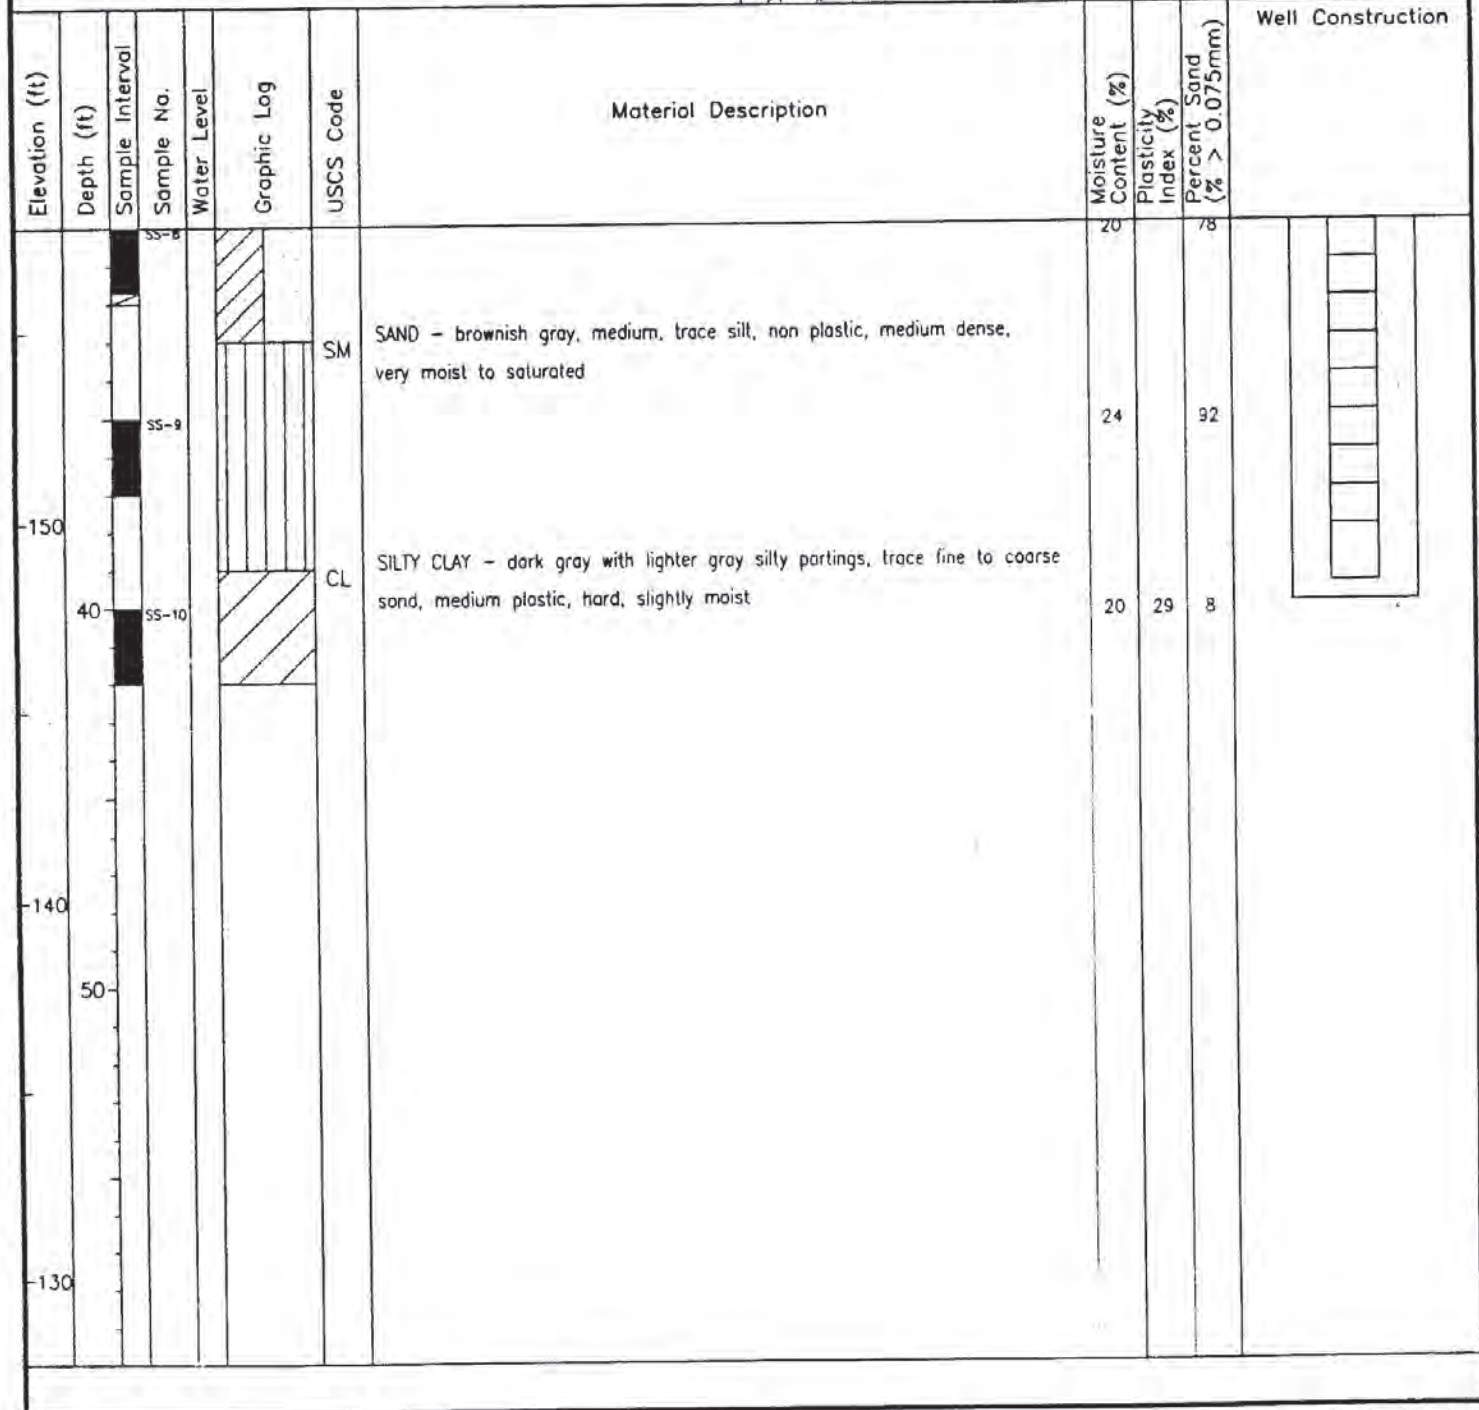 Elevation (ft)
Depth (ft)
Sample Interval
Sample No.
Water Level
Graphic Log
USCS Code
Material Description
Moisture
Content (%)
Plasticity
Index (%)
Percent Sand
(% > 0.075mm)
Well Construction
SS-8
20
78
SM
SAND – brownish gray, medium, trace silt, non plastic, medium dense,
very moist to saturated
SS-9
24
92
150
CL
SILTY CLAY – dark gray with lighter gray silty partings, trace fine to coarse
sand, medium plastic, hard, slightly moist
40
SS-10
20
29
8
140
50
130